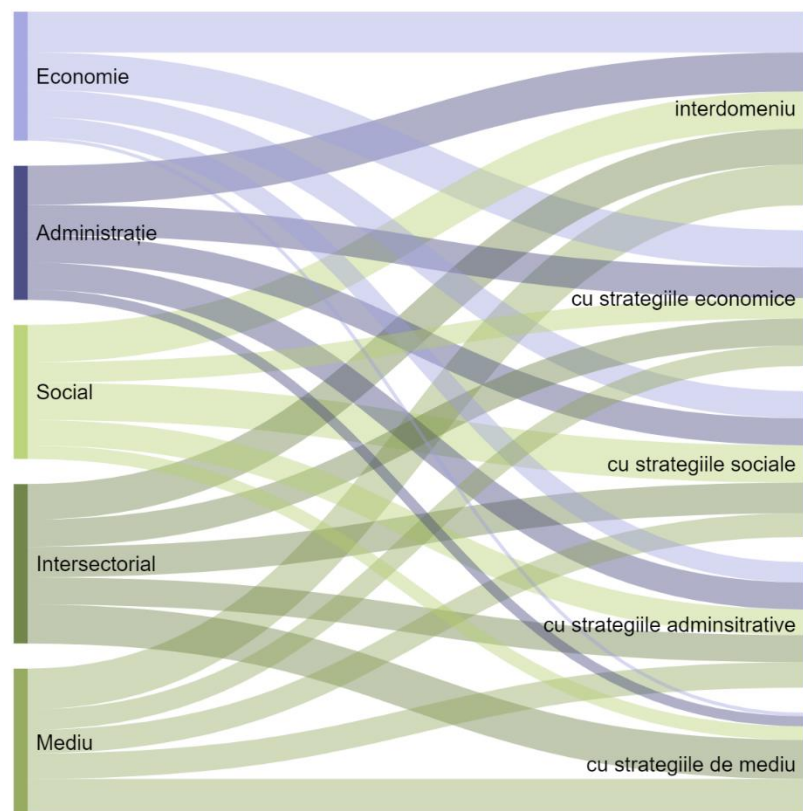 Economie
interdomeniu
Administrație
cu strategiile economice
Social
cu strategiile sociale
Intersectorial
cu strategiile adminsitrative
Mediu
cu strategiile de mediu